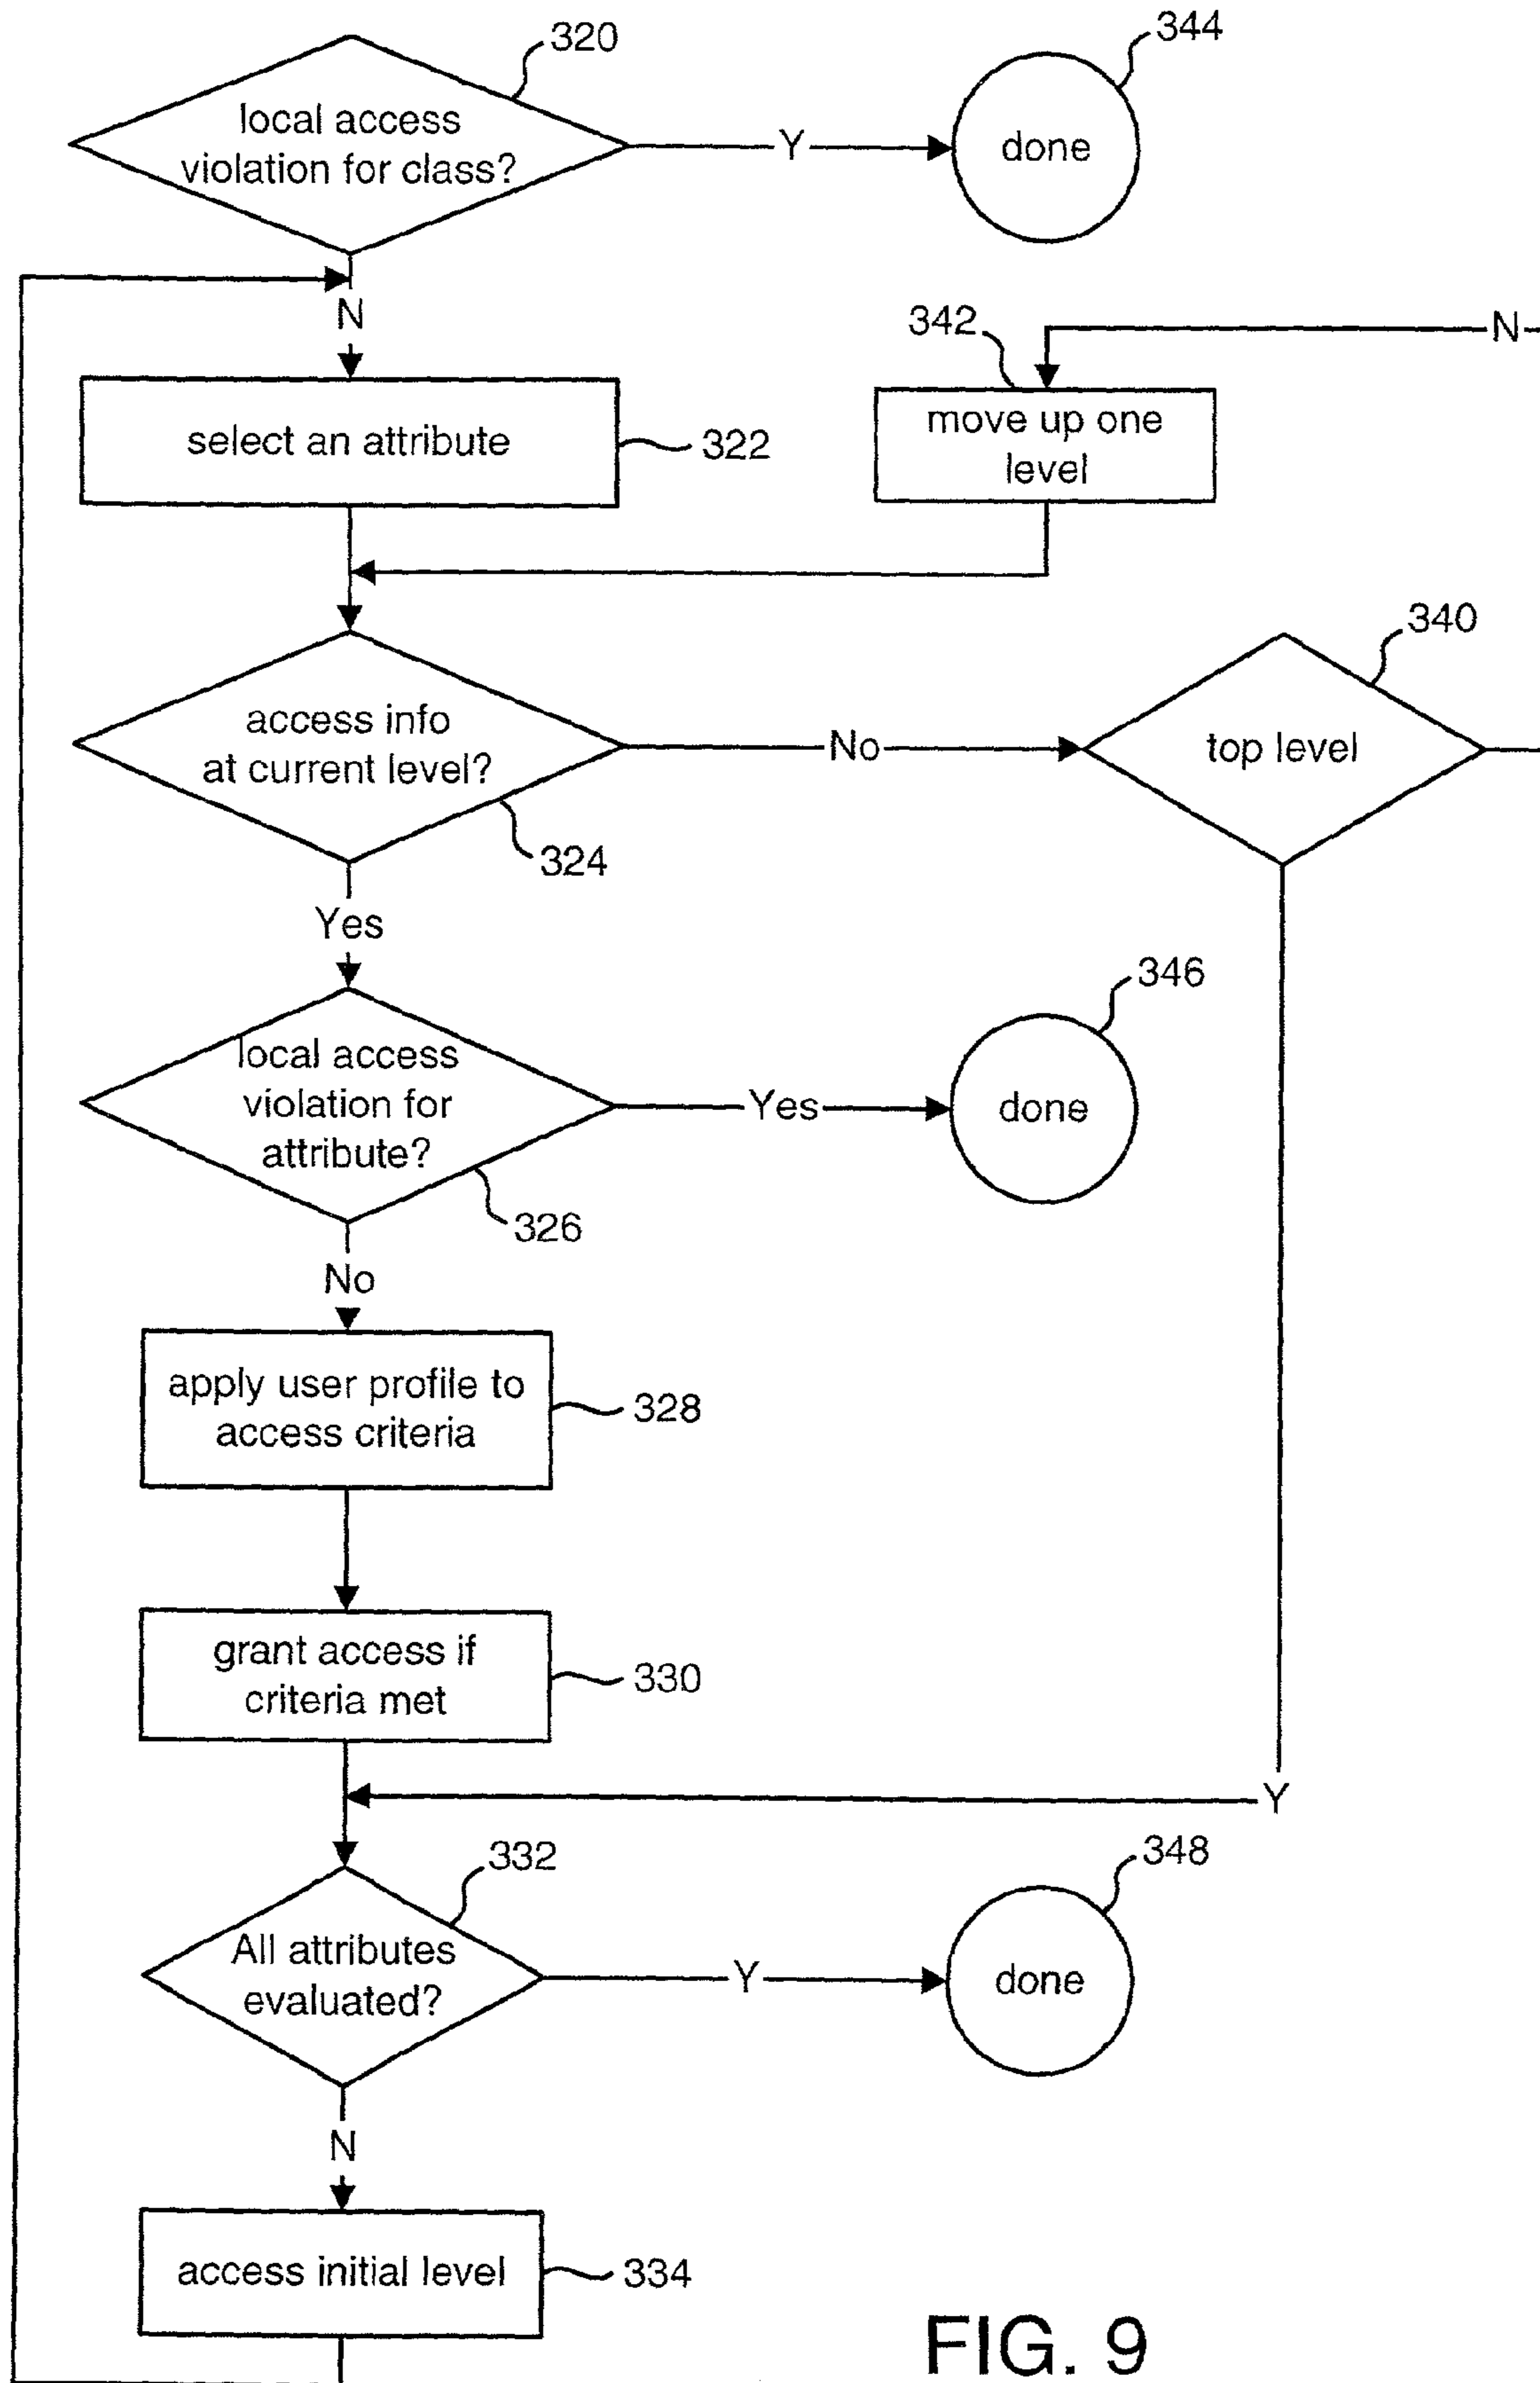 320
344
local access
violation for class?
Y
done
N
342
N
select an attribute
322
move up one
level
340
access info
at current level?
No
top level
324
Yes
346
local access
violation for
attribute?
Yes
done
326
No
apply user profile to
access criteria
328
grant access if
criteria met
330
Y
332
348
All attributes
evaluated?
Y
done
N
access initial level
334
FIG. 9